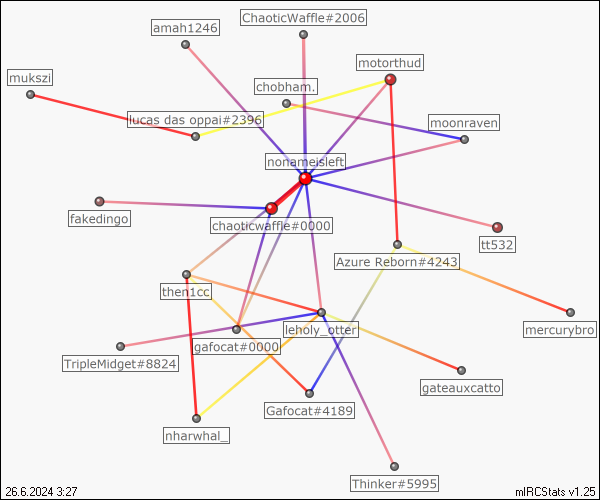 ChaoticWaffle#2006
amah1246
motorthud
mukszi
chobham.
lucas das oppai#2396
moonraven
nonameisleft
fakedingo
chaoticwaffle#0000
tt532
Azure Reborn#4243
then1cc
leholy_otter
mercurybro
gafocat#0000
TripleMidget#8824
gateauxcatto
Gafocat#4189
nharwhal_
Thinker#5995
26.6.2024 3:27
mIRCStats v1.25